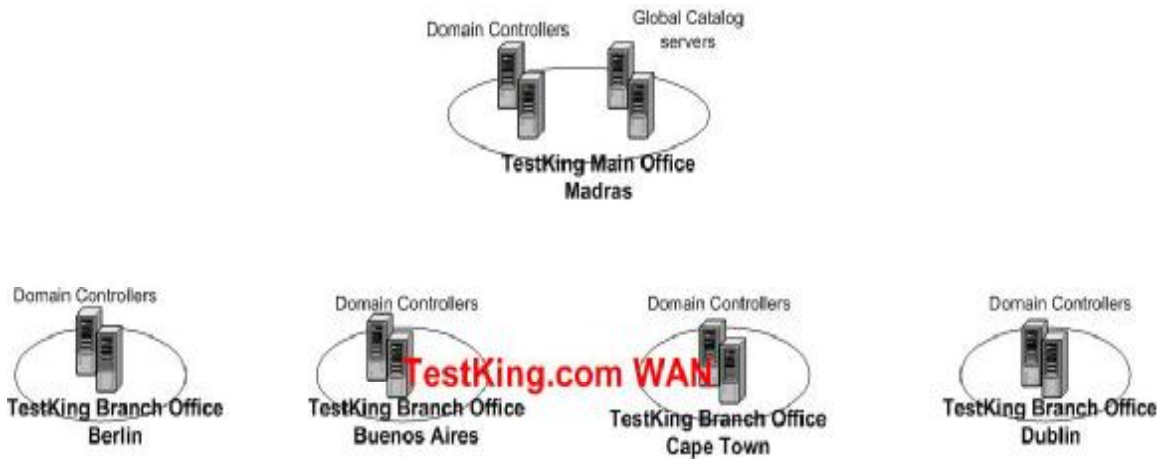 Domain Controllers
Global Catalog
servers
TestKing Main Office
Madras
Domain Controllers
TestKing Branch Office
Berlin
Domain Controllers
TestKing Branch Office
Buenos Aires
TestKing.com WAN
Domain Controllers
TestKing Branch Office
Cape Town
Domain Controllers
TestKing Branch Office
Dublin